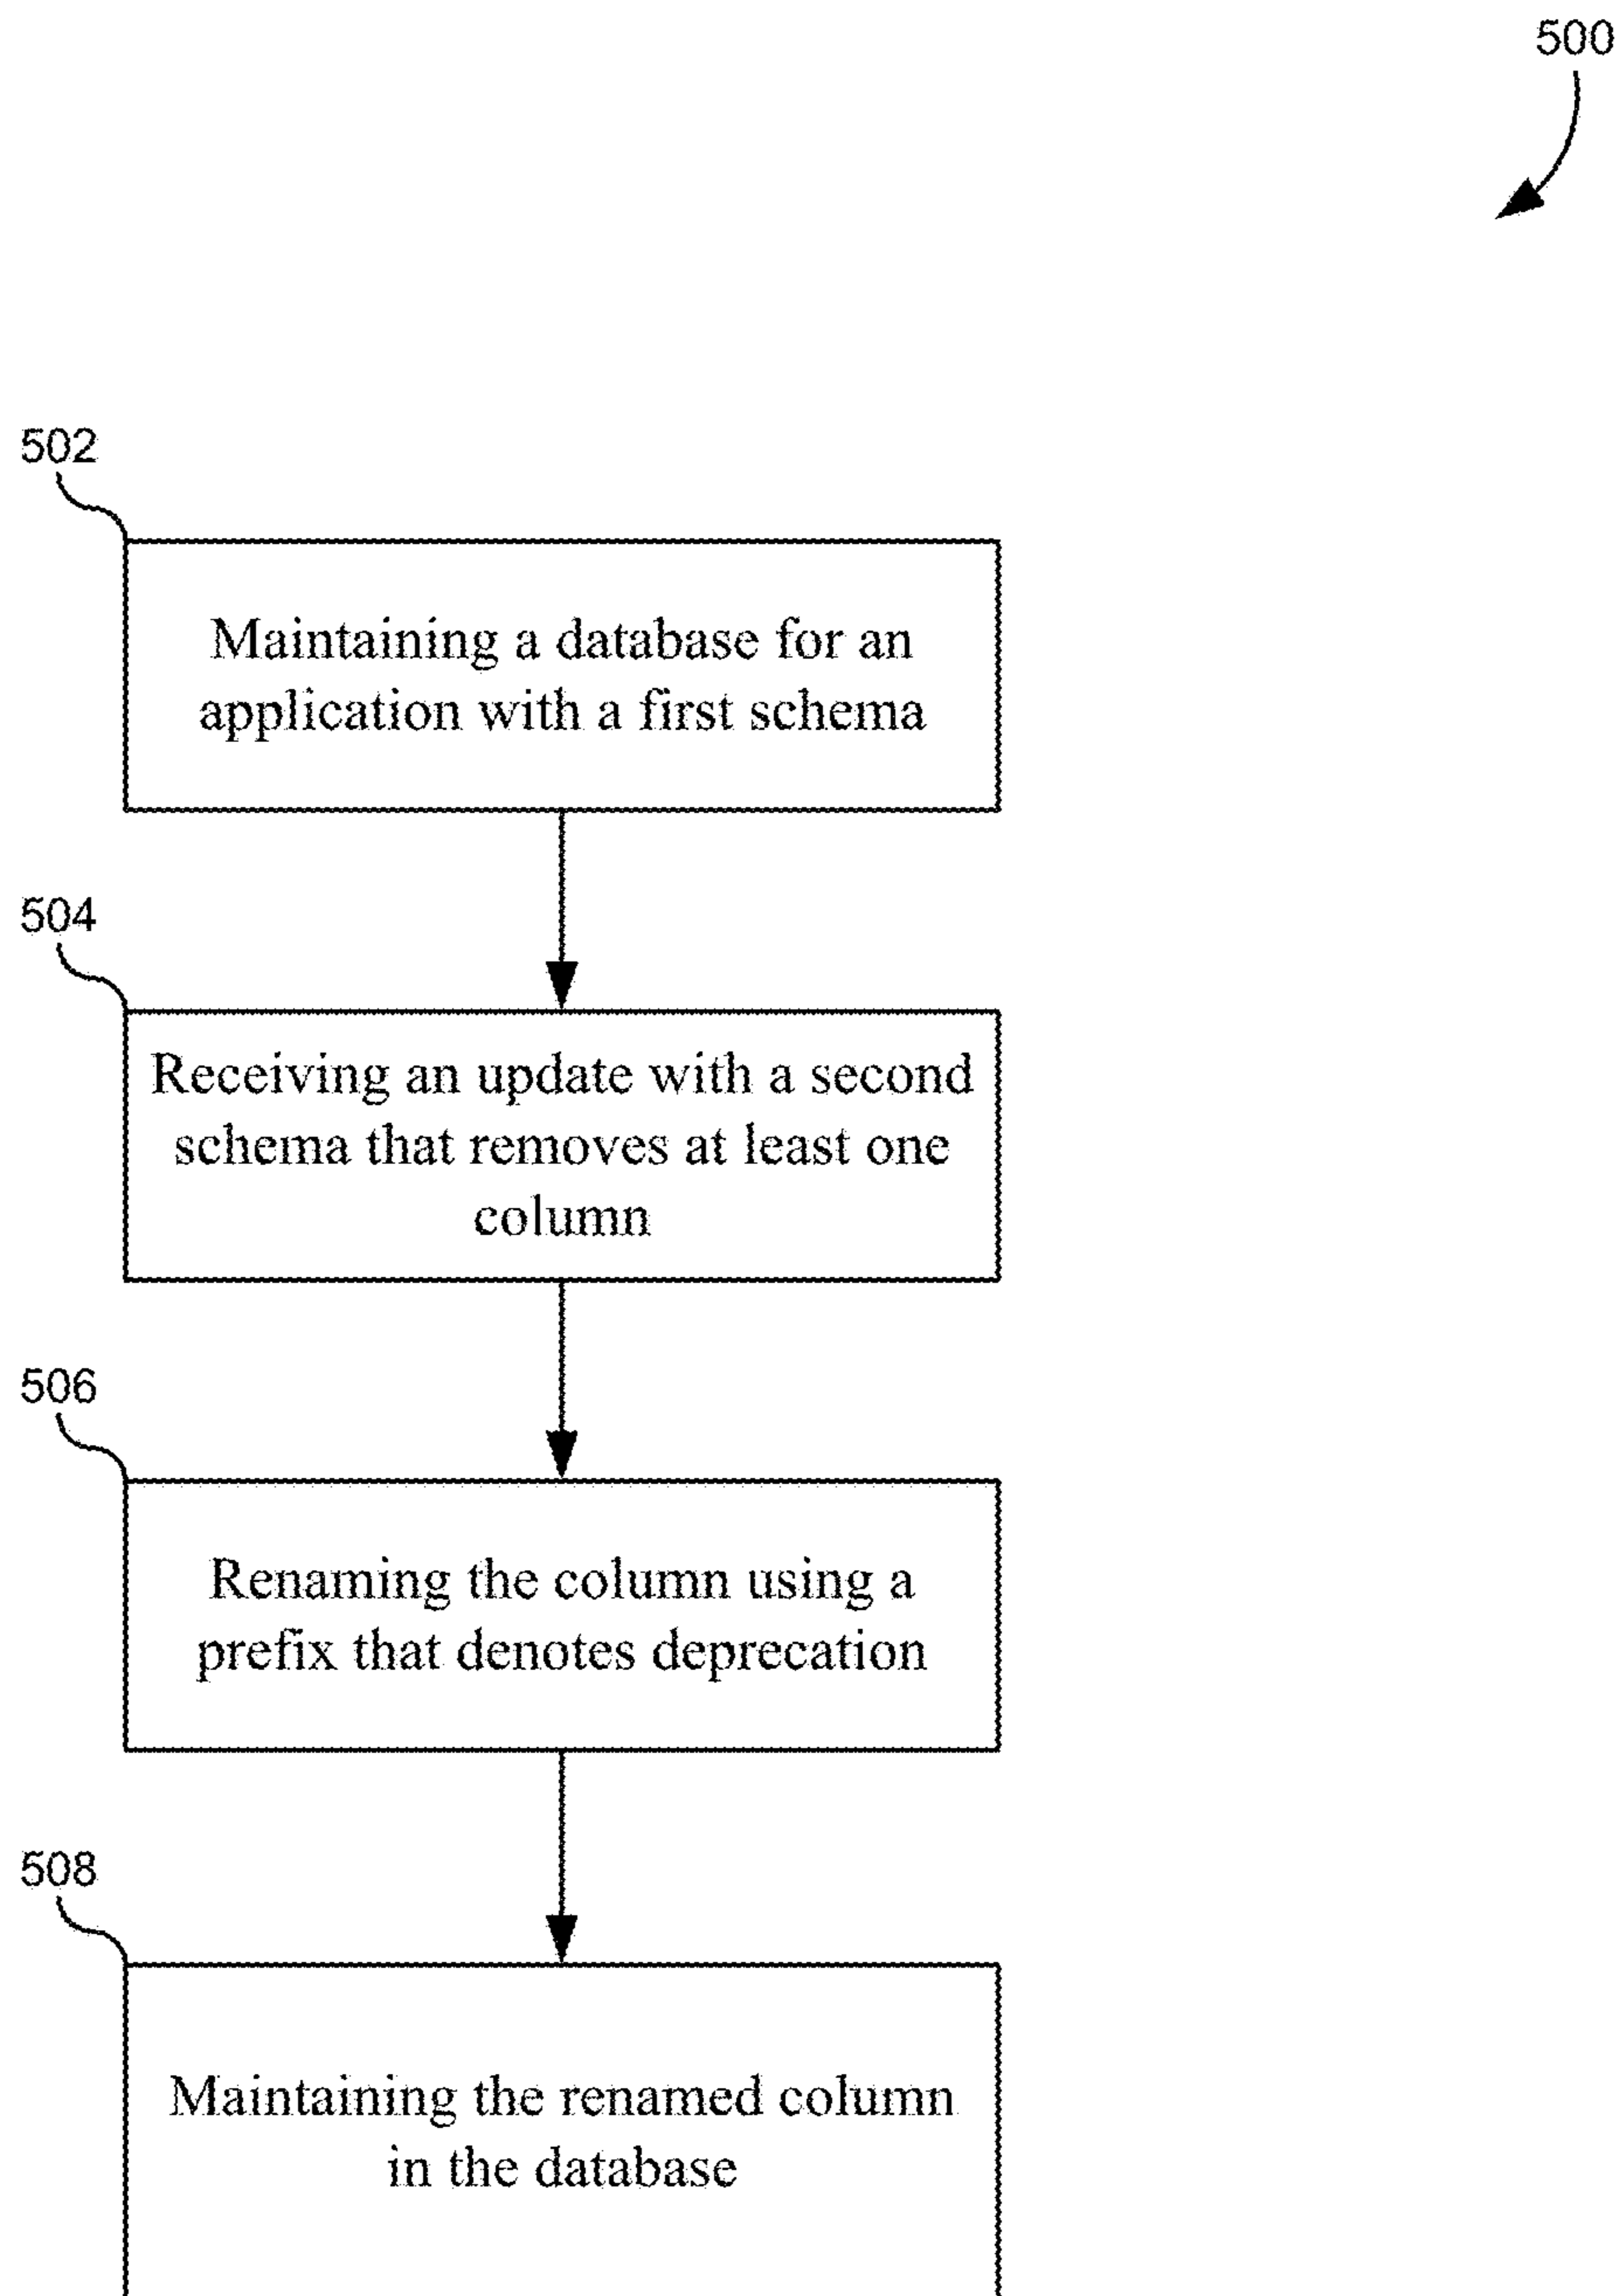 500
502
Maintaining a database for an
application with a first schema
504
Receiving an update with a second
schema that removes at least one
column
506
Renaming the column using a
prefix that denotes deprecation
508
Maintaining the renamed column
in the database